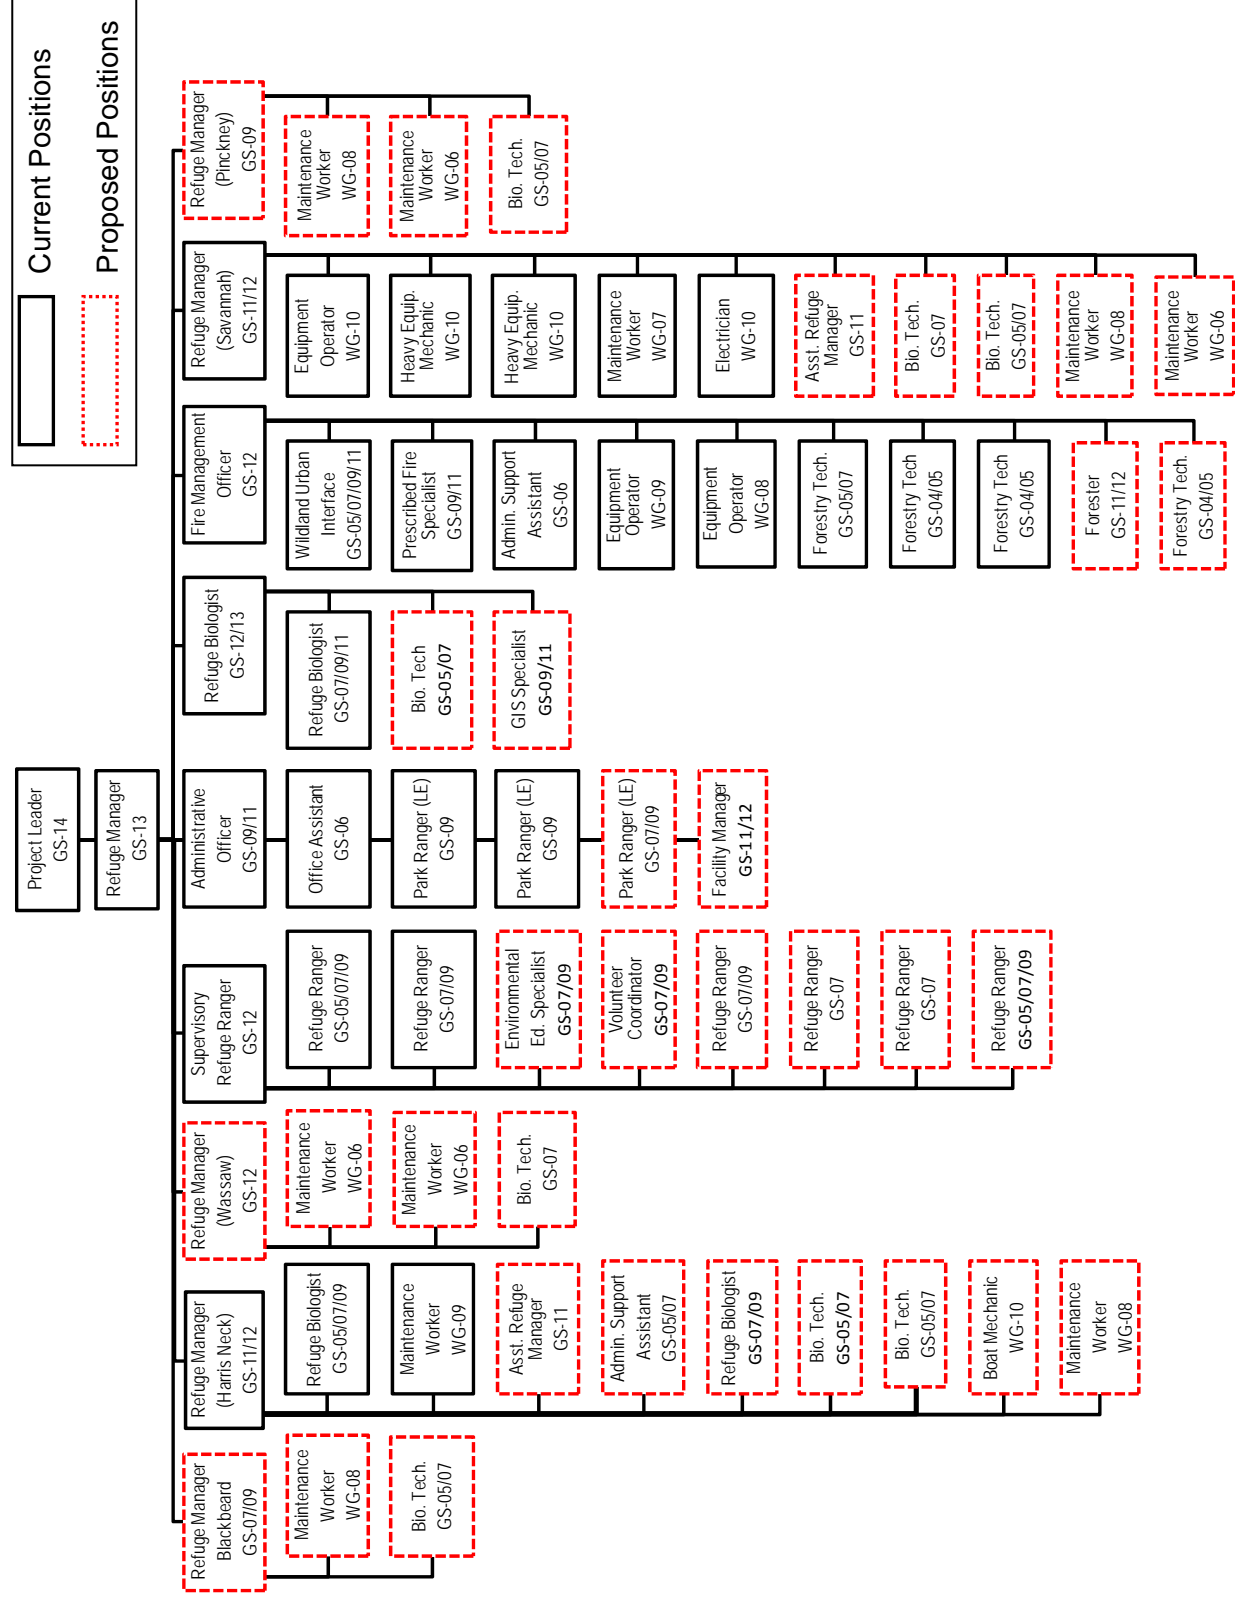 Current Positions
Proposed Positions
Project Leader
GS-14
Refuge Manager
GS-13
Refuge Manager
Blackbeard
GS-07/09
Maintenance
Worker
WG-08
Bio. Tech.
GS-05/07
Refuge Manager
(Harris Neck)
GS-11/12
Refuge Biologist
GS-05/07/09
Maintenance
Worker
WG-09
Asst. Refuge
Manager
GS-11
Admin. Support
Assistant
GS-05/07
Refuge Biologist
GS-07/09
Bio. Tech.
GS-05/07
Bio. Tech.
GS-05/07
Boat Mechanic
WG-10
Maintenance
Worker
WG-08
Refuge Manager
(Wassaw)
GS-12
Maintenance
Worker
WG-06
Maintenance
Worker
WG-06
Bio. Tech.
GS-07
Supervisory
Refuge Ranger
GS-12
Refuge Ranger
GS-05/07/09
Refuge Ranger
GS-07/09
Environmental
Ed. Specialist
GS-07/09
Volunteer
Coordinator
GS-07/09
Refuge Ranger
GS-07/09
Refuge Ranger
GS-07
Refuge Ranger
GS-07
Refuge Ranger
GS-05/07/09
Administrative
Officer
GS-09/11
Office Assistant
GS-06
Park Ranger (LE)
GS-09
Park Ranger (LE)
GS-09
Park Ranger (LE)
GS-07/09
Facility Manager
GS-11/12
Refuge Biologist
GS-12/13
Refuge Biologist
GS-07/09/11
Bio. Tech
GS-05/07
GIS Specialist
GS-09/11
Fire Management
Officer
GS-12
Wildland Urban
Interface
GS-05/07/09/11
Prescribed Fire
Specialist
GS-09/11
Admin. Support
Assistant
GS-06
Equipment
Operator
WG-09
Equipment
Operator
WG-08
Forestry Tech.
GS-05/07
Forestry Tech
GS-04/05
Forestry Tech
GS-04/05
Forester
GS-11/12
Forestry Tech.
GS-04/05
Refuge Manager
(Savannah)
GS-11/12
Equipment
Operator
WG-10
Heavy Equip.
Mechanic
WG-10
Heavy Equip.
Mechanic
WG-10
Maintenance
Worker
WG-07
Electrician
WG-10
Asst. Refuge
Manager
GS-11
Bio. Tech.
GS-07
Bio. Tech.
GS-05/07
Maintenance
Worker
WG-08
Maintenance
Worker
WG-06
Refuge Manager
(Pinckney)
GS-09
Maintenance
Worker
WG-08
Maintenance
Worker
WG-06
Bio. Tech.
GS-05/07